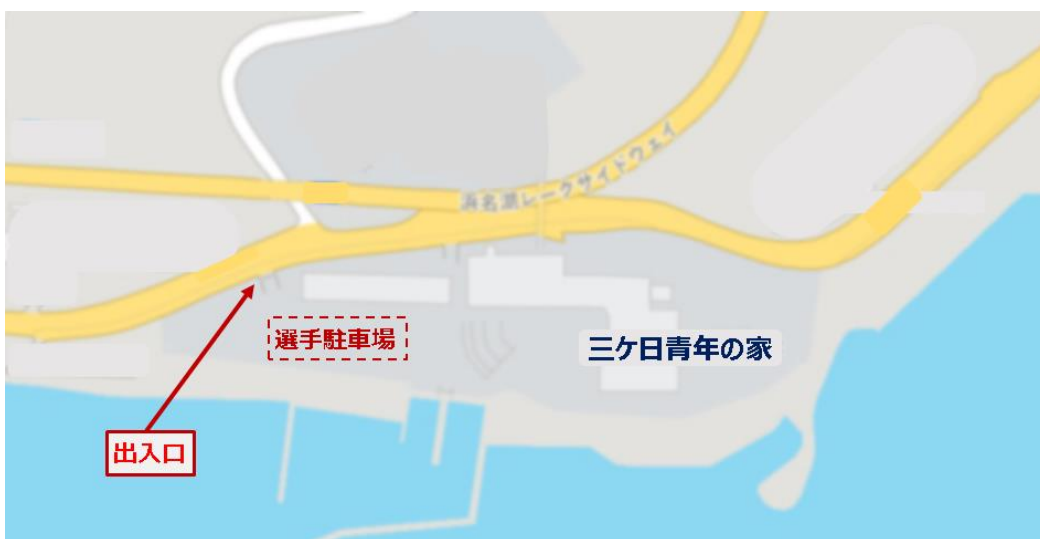 浜名湖レークサイドウェイ
選手駐車場
三ケ日青年の家
出入口